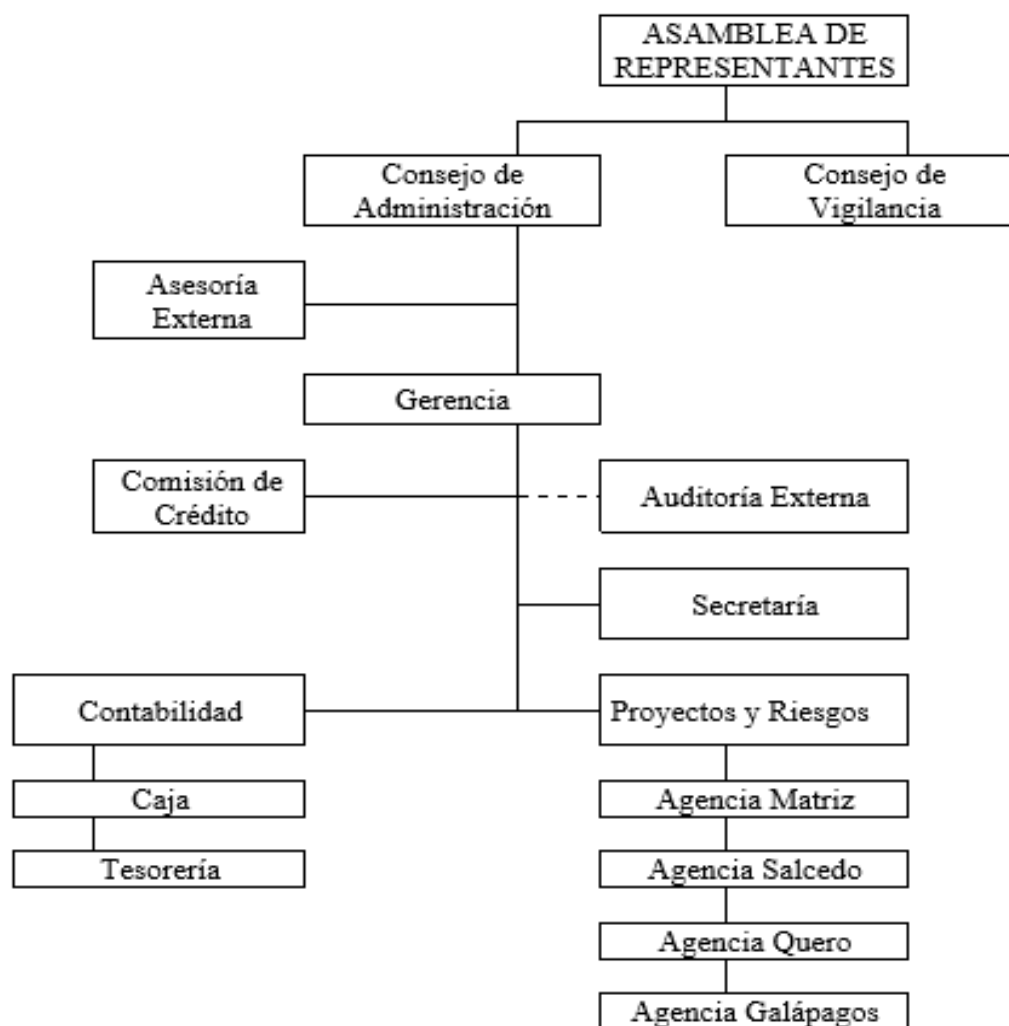 ASAMBLEA DE
REPRESENTANTES
Consejo de
Administración
Consejo de
Vigilancia
Asesoría
Externa
Gerencia
Comisión de
Crédito
Auditoría Externa
Secretaría
Contabilidad
Proyectos y Riesgos
Caja
Agencia Matriz
Tesorería
Agencia Salcedo
Agencia Quero
Agencia Galápagos